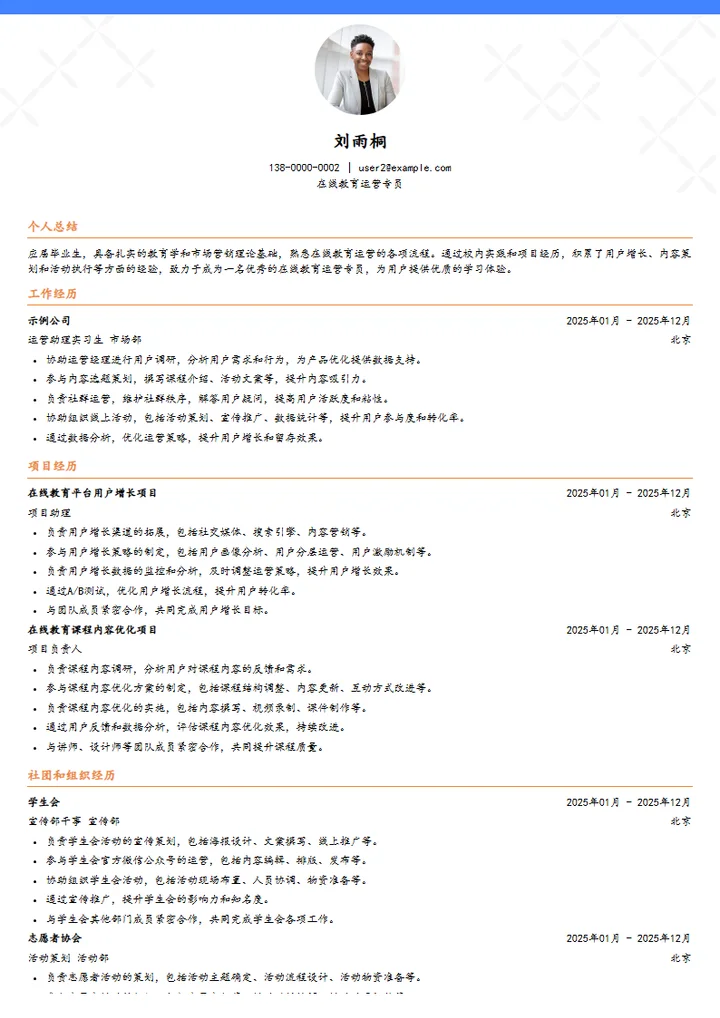 刘雨桐
138-0000-0002 | user2@example.com
在线教育运营专员
个人总结
应届毕业生，具备扎实的教育学和市场营销理论基础，熟悉在线教育运营的各项流程。通过校内实践和项目经历，积累了用户增长、内容策
划和活动执行等方面的经验，致力于成为一名优秀的在线教育运营专员，为用户提供优质的学习体验。
工作经历
示例公司 2025年01月 - 2025年12月
运营助理实习生 市场部 北京
• 协助运营经理进行用户调研，分析用户需求和行为，为产品优化提供数据支持。
• 参与内容选题策划，撰写课程介绍、活动文案等，提升内容吸引力。
• 负责社群运营，维护社群秩序，解答用户疑问，提高用户活跃度和粘性。
• 协助组织线上活动，包括活动策划、宣传推广、数据统计等，提升用户参与度和转化率。
• 通过数据分析，优化运营策略，提升用户增长和留存效果。
项目经历
在线教育平台用户增长项目 2025年01月 - 2025年12月
项目助理 北京
• 负责用户增长渠道的拓展，包括社交媒体、搜索引擎、内容营销等。
• 参与用户增长策略的制定，包括用户画像分析、用户分层运营、用户激励机制等。
• 负责用户增长数据的监控和分析，及时调整运营策略，提升用户增长效果。
• 通过A/B测试，优化用户增长流程，提升用户转化率。
• 与团队成员紧密合作，共同完成用户增长目标。
在线教育课程内容优化项目 2025年01月 - 2025年12月
项目负责人 北京
• 负责课程内容调研，分析用户对课程内容的反馈和需求。
• 参与课程内容优化方案的制定，包括课程结构调整、内容更新、互动方式改进等。
• 负责课程内容优化的实施，包括内容撰写、视频录制、课件制作等。
• 通过用户反馈和数据分析，评估课程内容优化效果，持续改进。
• 与讲师、设计师等团队成员紧密合作，共同提升课程质量。
社团和组织经历
学生会 2025年01月 - 2025年12月
宣传部干事 宣传部 北京
• 负责学生会活动的宣传策划，包括海报设计、文案撰写、线上推广等。
• 参与学生会官方微信公众号的运营，包括内容编辑、排版、发布等。
• 协助组织学生会活动，包括活动现场布置、人员协调、物资准备等。
• 通过宣传推广，提升学生会的影响力和知名度。
• 与学生会其他部门成员紧密合作，共同完成学生会各项工作。
志愿者协会 2025年01月 - 2025年12月
活动策划 活动部 北京
• 负责志愿者活动的策划，包括活动主题确定、活动流程设计、活动物资准备等。